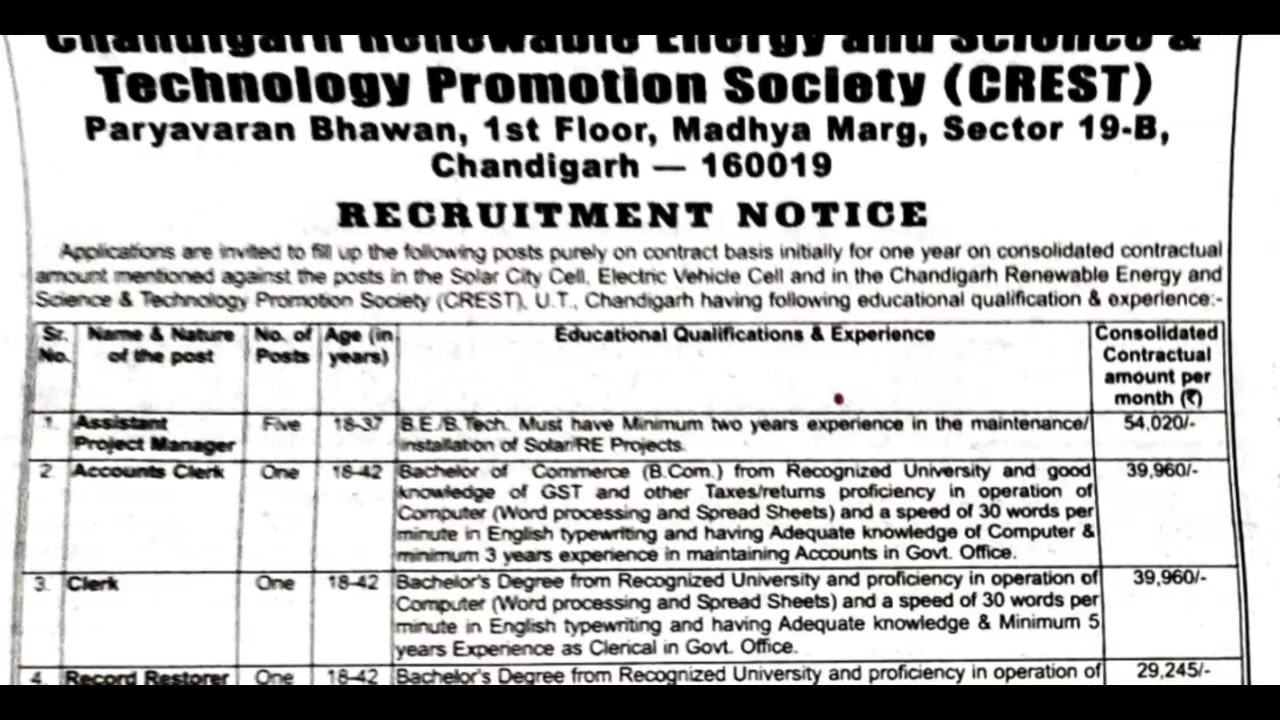 Chandigarh Renewable Energy and Science &
Technology Promotion Society (CREST)
Paryavaran Bhawan, 1st Floor, Madhya Marg, Sector 19-B,
Chandigarh — 160019
RECRUITMENT NOTICE
Applications are invited to fill up the following posts purely on contract basis initially for one year on consolidated contractual
amount mentioned against the posts in the Solar City Cell, Electric Vehicle Cell and in the Chandigarh Renewable Energy and
Science & Technology Promotion Society (CREST), U.T., Chandigarh having following educational qualification & experience:-
Sr. No. Name & Nature of the post No. of Posts Age (in years) Educational Qualifications & Experience Consolidated Contractual amount per month (₹)
1. Assistant Project Manager Five 18-37 B.E./B.Tech. Must have Minimum two years experience in the maintenance/
installation of Solar/RE Projects. 54,020/-
2. Accounts Clerk One 18-42 Bachelor of Commerce (B.Com.) from Recognized University and good
knowledge of GST and other Taxes/returns proficiency in operation of
Computer (Word processing and Spread Sheets) and a speed of 30 words per
minute in English typewriting and having Adequate knowledge of Computer &
minimum 3 years experience in maintaining Accounts in Govt. Office. 39,960/-
3. Clerk One 18-42 Bachelor's Degree from Recognized University and proficiency in operation of
Computer (Word processing and Spread Sheets) and a speed of 30 words per
minute in English typewriting and having Adequate knowledge & Minimum 5
years Experience as Clerical in Govt. Office. 39,960/-
4. Record Restorer One 18-42 Bachelor's Degree from Recognized University and proficiency in operation of 29,245/-